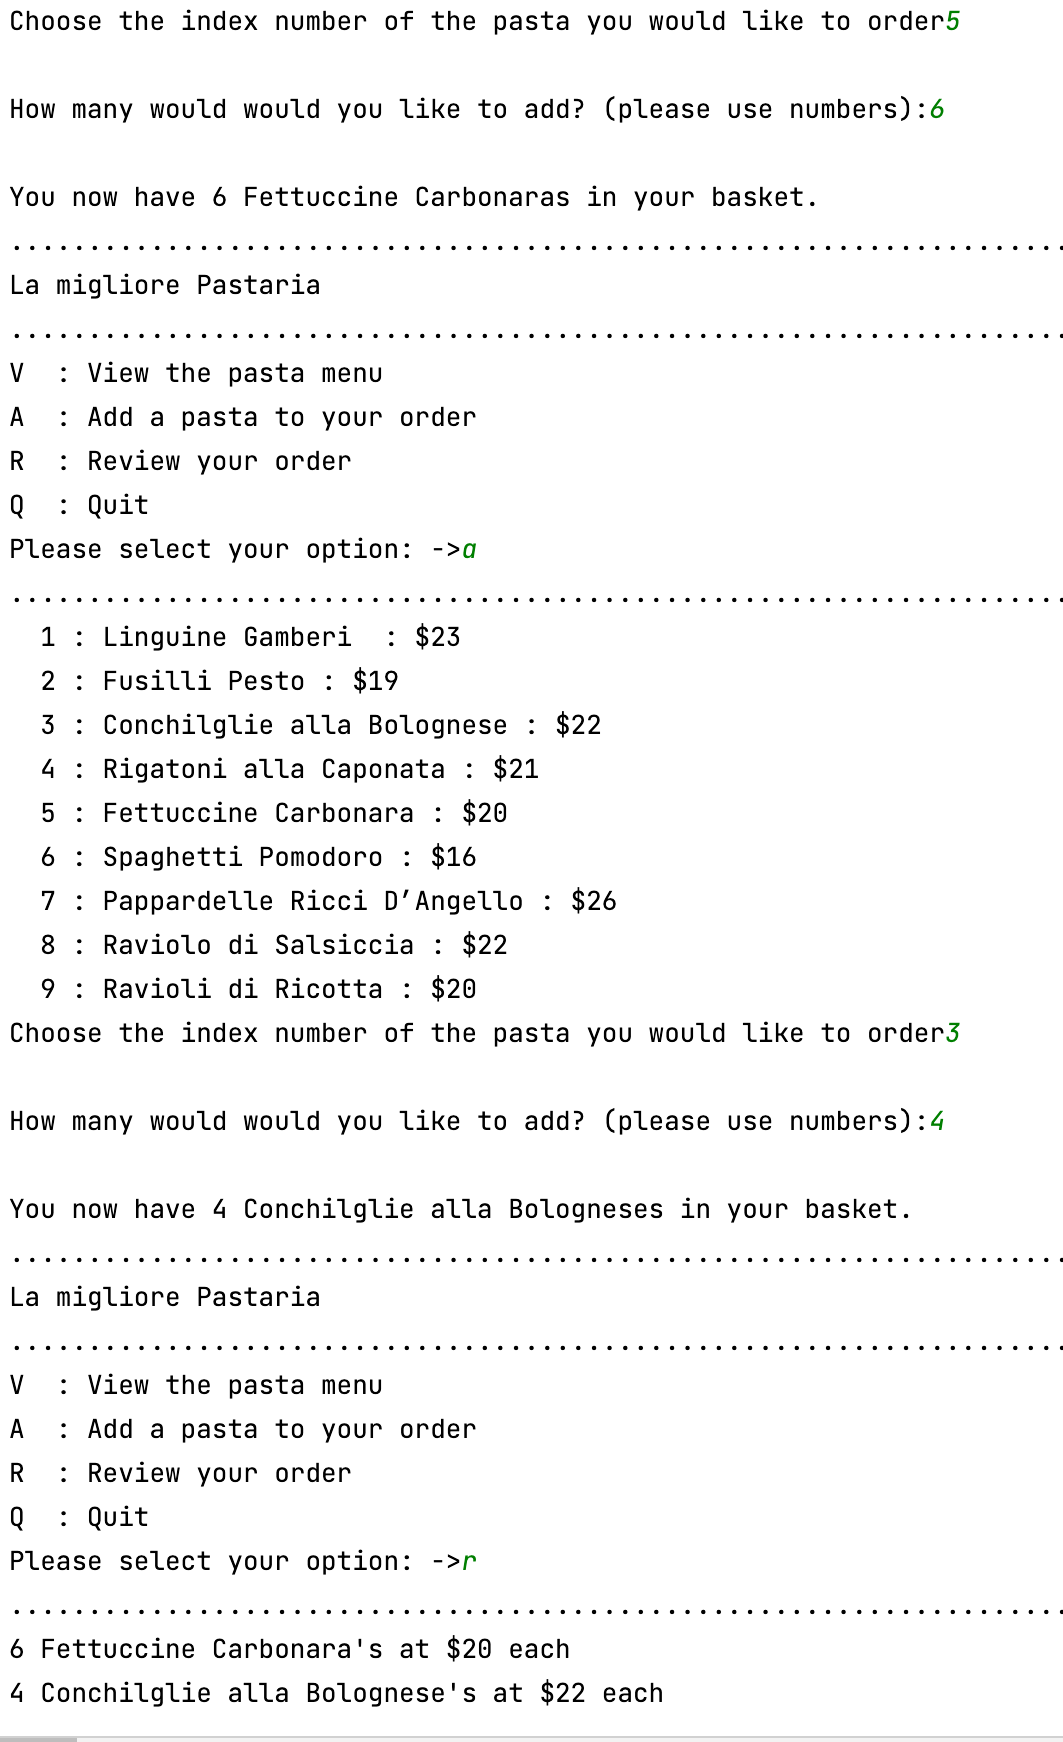 Choose the index number of the pasta you would like to order5
How many would would you like to add? (please use numbers):6
You now have 6 Fettuccine Carbonaras in your basket.
....................................................................
La migliore Pastaria
....................................................................
V  : View the pasta menu
A  : Add a pasta to your order
R  : Review your order
Q  : Quit
Please select your option: ->a
....................................................................
  1 : Linguine Gamberi  : $23
  2 : Fusilli Pesto : $19
  3 : Conchilglie alla Bolognese : $22
  4 : Rigatoni alla Caponata : $21
  5 : Fettuccine Carbonara : $20
  6 : Spaghetti Pomodoro : $16
  7 : Pappardelle Ricci D’Angello : $26
  8 : Raviolo di Salsiccia : $22
  9 : Ravioli di Ricotta : $20
Choose the index number of the pasta you would like to order3
How many would would you like to add? (please use numbers):4
You now have 4 Conchilglie alla Bologneses in your basket.
....................................................................
La migliore Pastaria
....................................................................
V  : View the pasta menu
A  : Add a pasta to your order
R  : Review your order
Q  : Quit
Please select your option: ->r
....................................................................
6 Fettuccine Carbonara's at $20 each
4 Conchilglie alla Bolognese's at $22 each